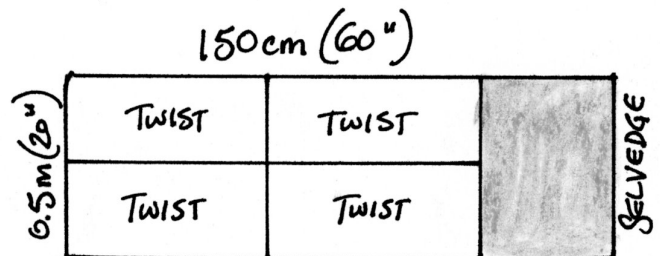 150cm (60")
0.5m (20")
TWIST TWIST
TWIST TWIST
SELVEDGE